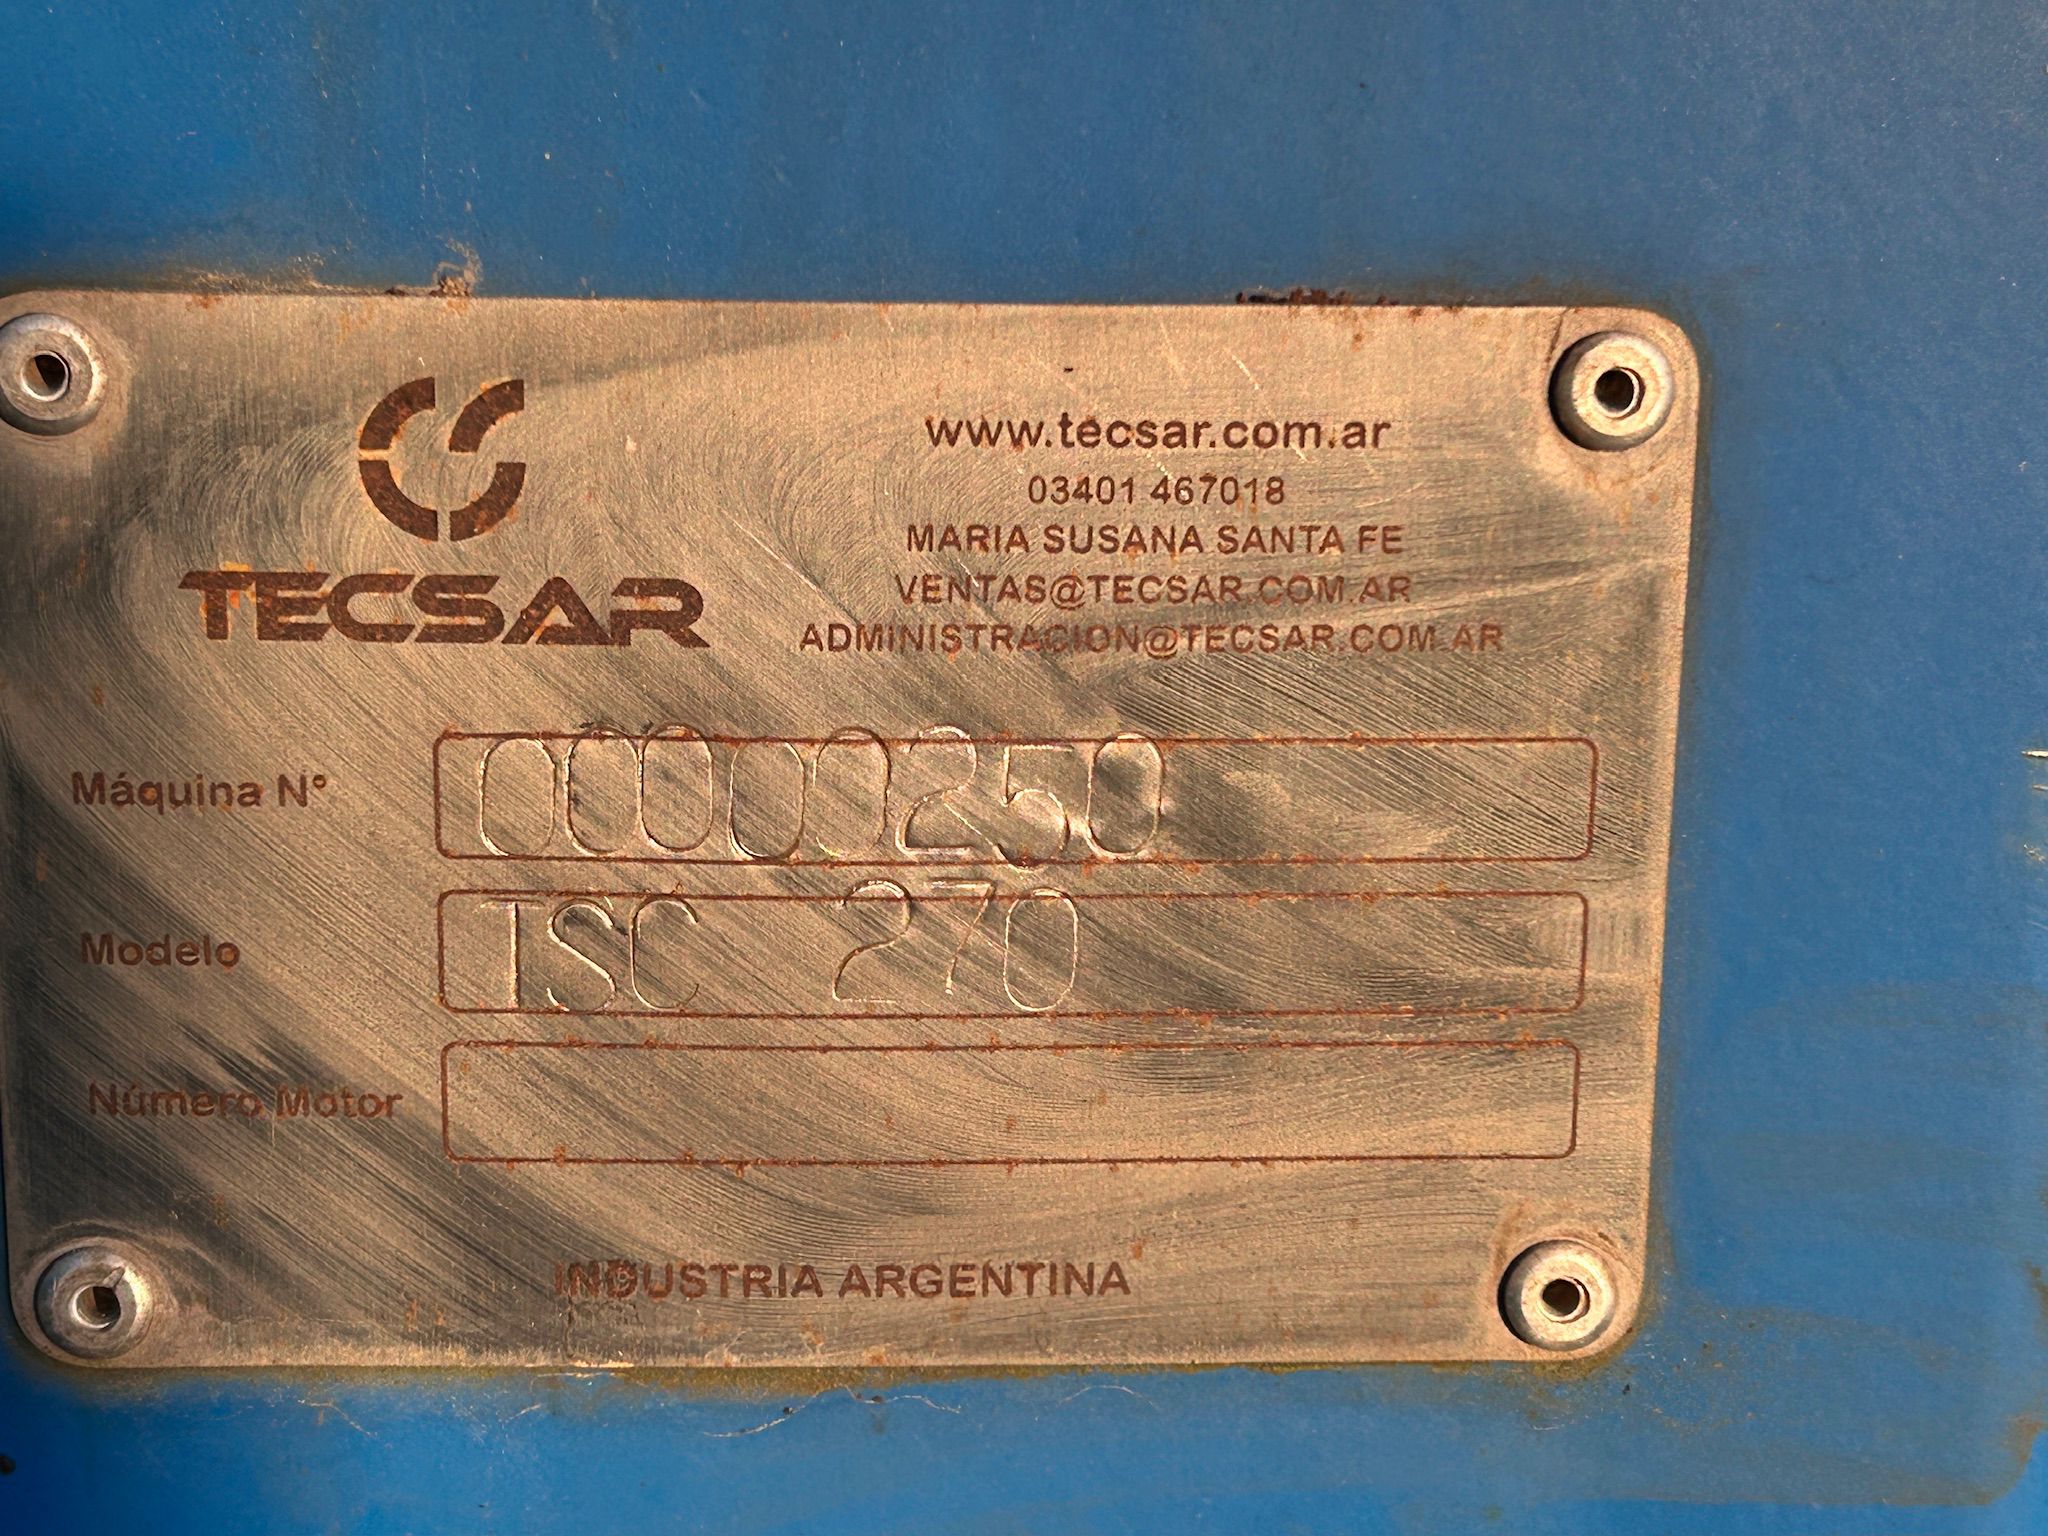 TECSAR
www.tecsar.com.ar
03401 467018
MARIA SUSANA SANTA FE
VENTAS@TECSAR.COM.AR
ADMINISTRACION@TECSAR.COM.AR
Máquina N° 00000250
Modelo TSC 270
Número Motor
INDUSTRIA ARGENTINA